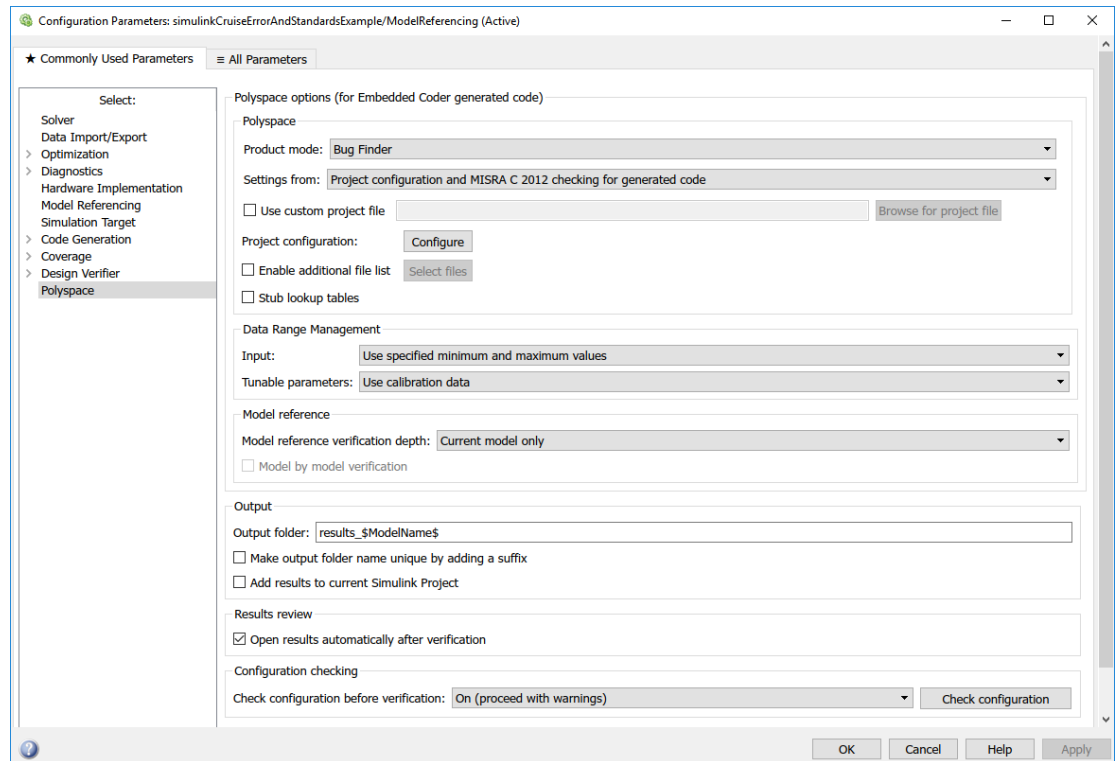 Configuration Parameters: simulinkCruiseErrorAndStandardsExample/ModelReferencing (Active)
★ Commonly Used Parameters
≡ All Parameters
Select:
Solver
Data Import/Export
Optimization
Diagnostics
Hardware Implementation
Model Referencing
Simulation Target
Code Generation
Coverage
Design Verifier
Polyspace
Polyspace options (for Embedded Coder generated code)
Polyspace
Product mode: Bug Finder
Settings from: Project configuration and MISRA C 2012 checking for generated code
Use custom project file Browse for project file
Project configuration: Configure
Enable additional file list Select files
Stub lookup tables
Data Range Management
Input: Use specified minimum and maximum values
Tunable parameters: Use calibration data
Model reference
Model reference verification depth: Current model only
Model by model verification
Output
Output folder: results_$ModelName$
Make output folder name unique by adding a suffix
Add results to current Simulink Project
Results review
Open results automatically after verification
Configuration checking
Check configuration before verification: On (proceed with warnings) Check configuration
? OK Cancel Help Apply